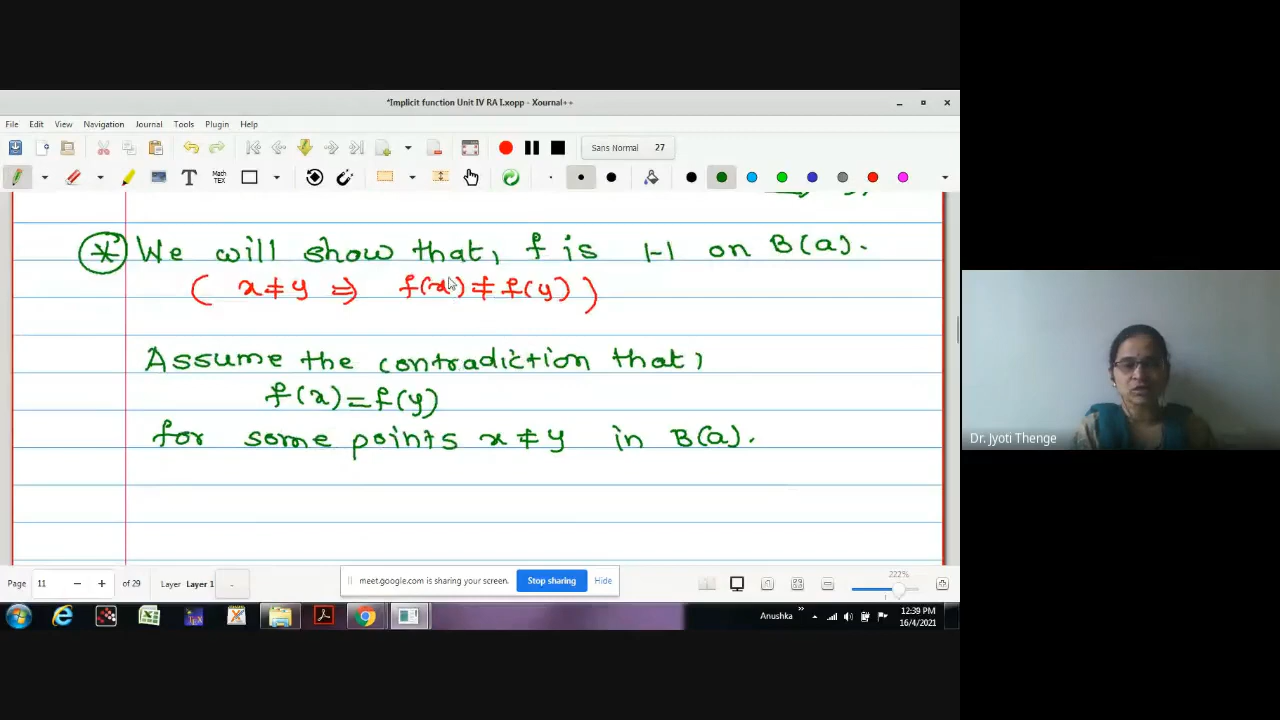 *Implicit function Unit IV RA I.xopp - Xournal++
File Edit View Navigation Journal Tools Plugin Help
Sans Normal 27
We will show that, f is 1-1 on B(a).
( x≠y ⇒ f(x) ≠ f(y) )
Assume the contradiction that,
f(x)=f(y)
for some points x≠y in B(a).
Dr. Jyoti Thenge
Page 11 of 29 Layer Layer 1
meet.google.com is sharing your screen. Stop sharing Hide
222%
Anushka
12:39 PM
16/4/2021